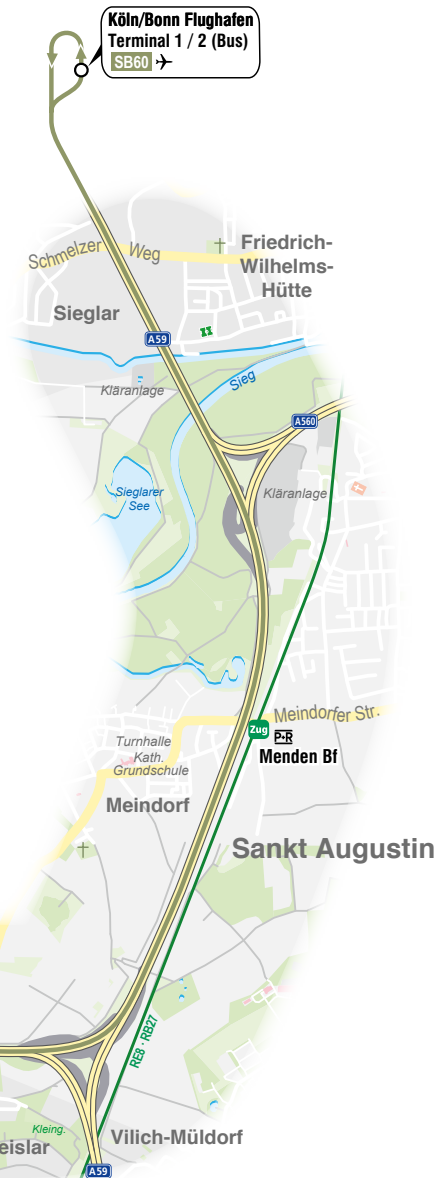 Köln/Bonn Flughafen
Terminal 1 / 2 (Bus)
SB60
Schmelzer Weg
Friedrich-
Wilhelms-
Hütte
Sieglar
A59
Kläranlage
Sieg
A560
Sieglarer
See
Kläranlage
Meindorfer Str.
Zug
P+R
Menden Bf
Turnhalle
Kath.
Grundschule
Meindorf
Sankt Augustin
RE8 · RB27
Kleing.
eislar
Vilich-Müldorf
A59